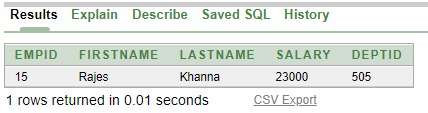 Results Explain Describe Saved SQL History
EMPID FIRSTNAME LASTNAME SALARY DEPTID
15 Rajes Khanna 23000 505
1 rows returned in 0.01 seconds CSV Export